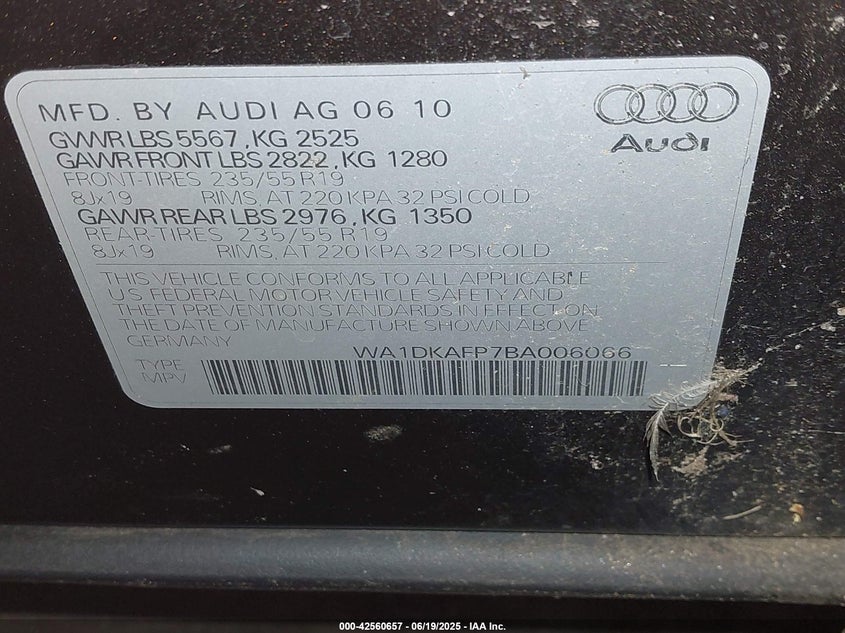 MFD. BY AUDI AG 06 10
Audi
GVWR LBS 5567, KG 2525
GAWR FRONT LBS 2822, KG 1280
FRONT-TIRES 235/55 R19
8Jx19 RIMS, AT 220 KPA 32 PSI COLD
GAWR REAR LBS 2976, KG 1350
REAR-TIRES 235/55 R19
8Jx19 RIMS, AT 220 KPA 32 PSI COLD
THIS VEHICLE CONFORMS TO ALL APPLICABLE
US FEDERAL MOTOR VEHICLE SAFETY AND
THEFT PREVENTION STANDARDS IN EFFECT ON
THE DATE OF MANUFACTURE SHOWN ABOVE
GERMANY
WA1DKAFP7BA006066
TYPE
MPV
000-42560657 - 06/19/2025 - IAA Inc.